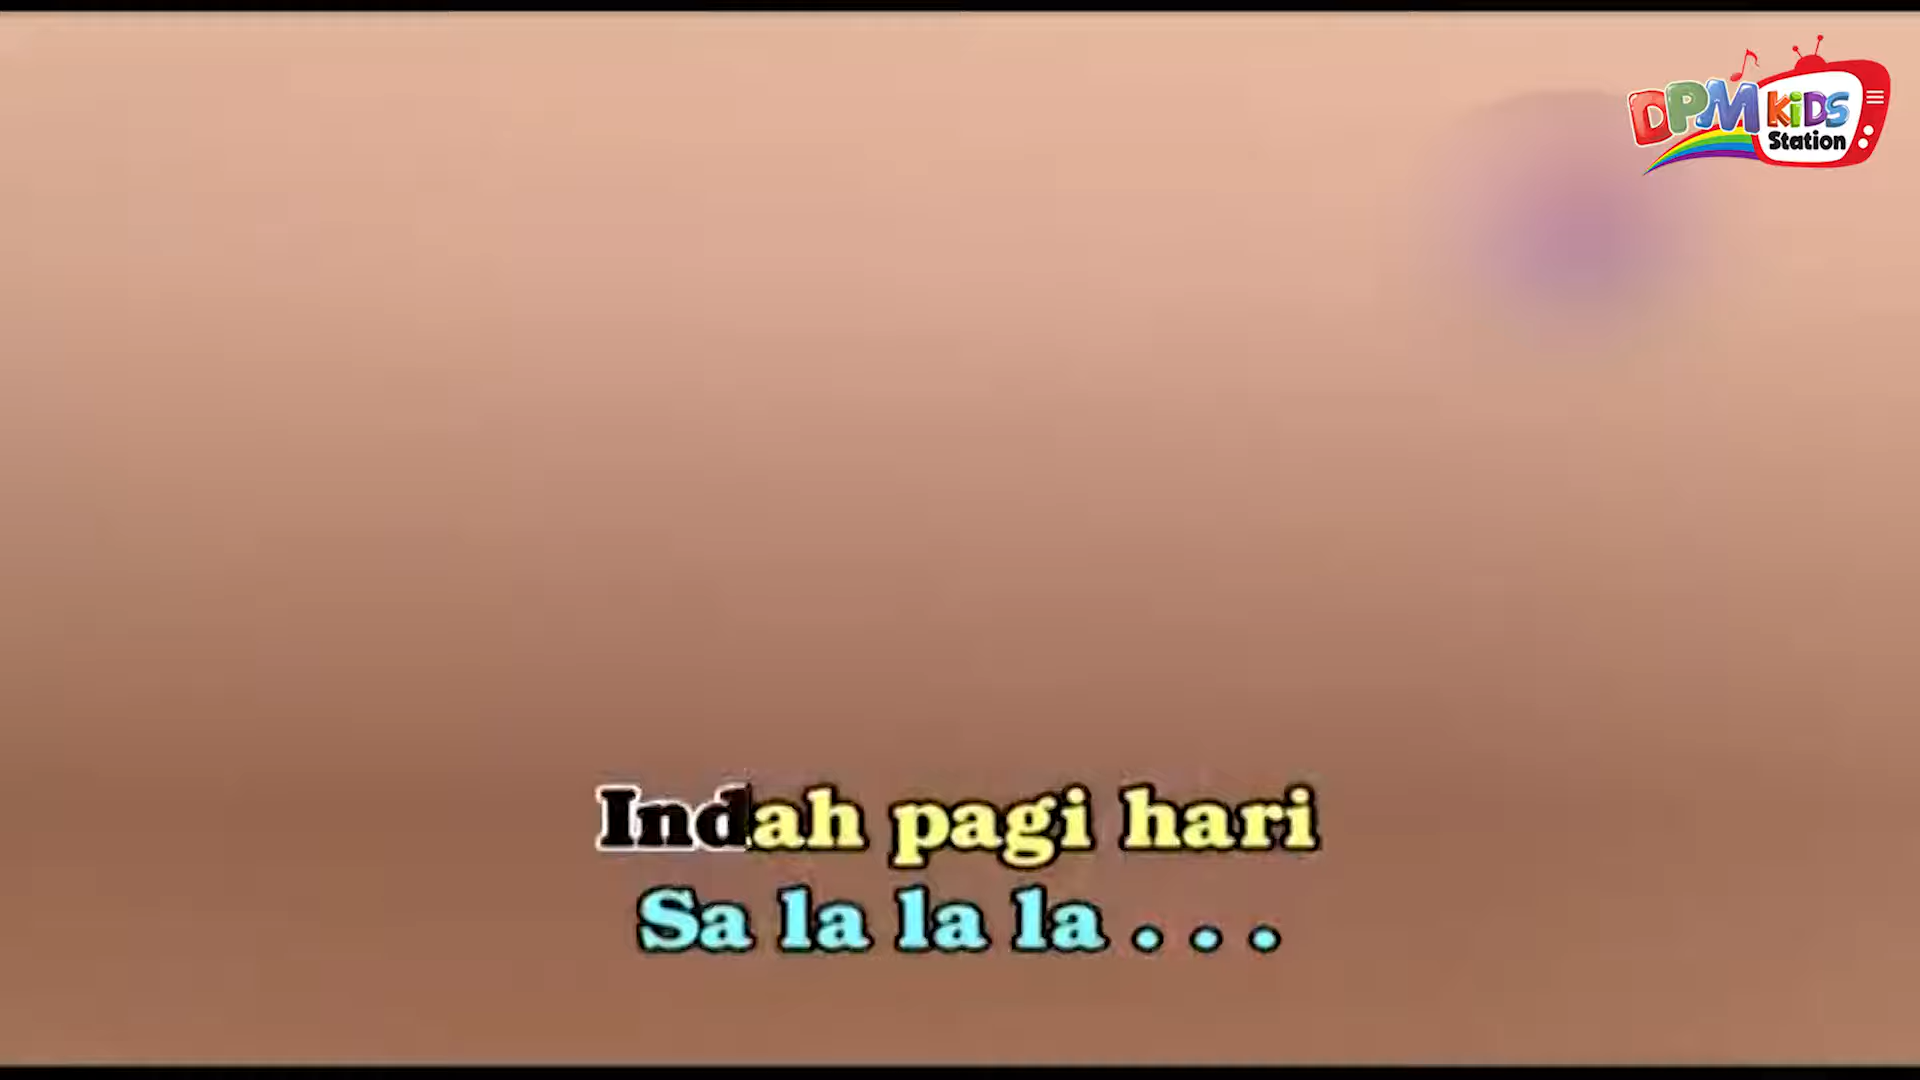 DPM KiDS
Station
Indah pagi hari
Sa la la la . . .